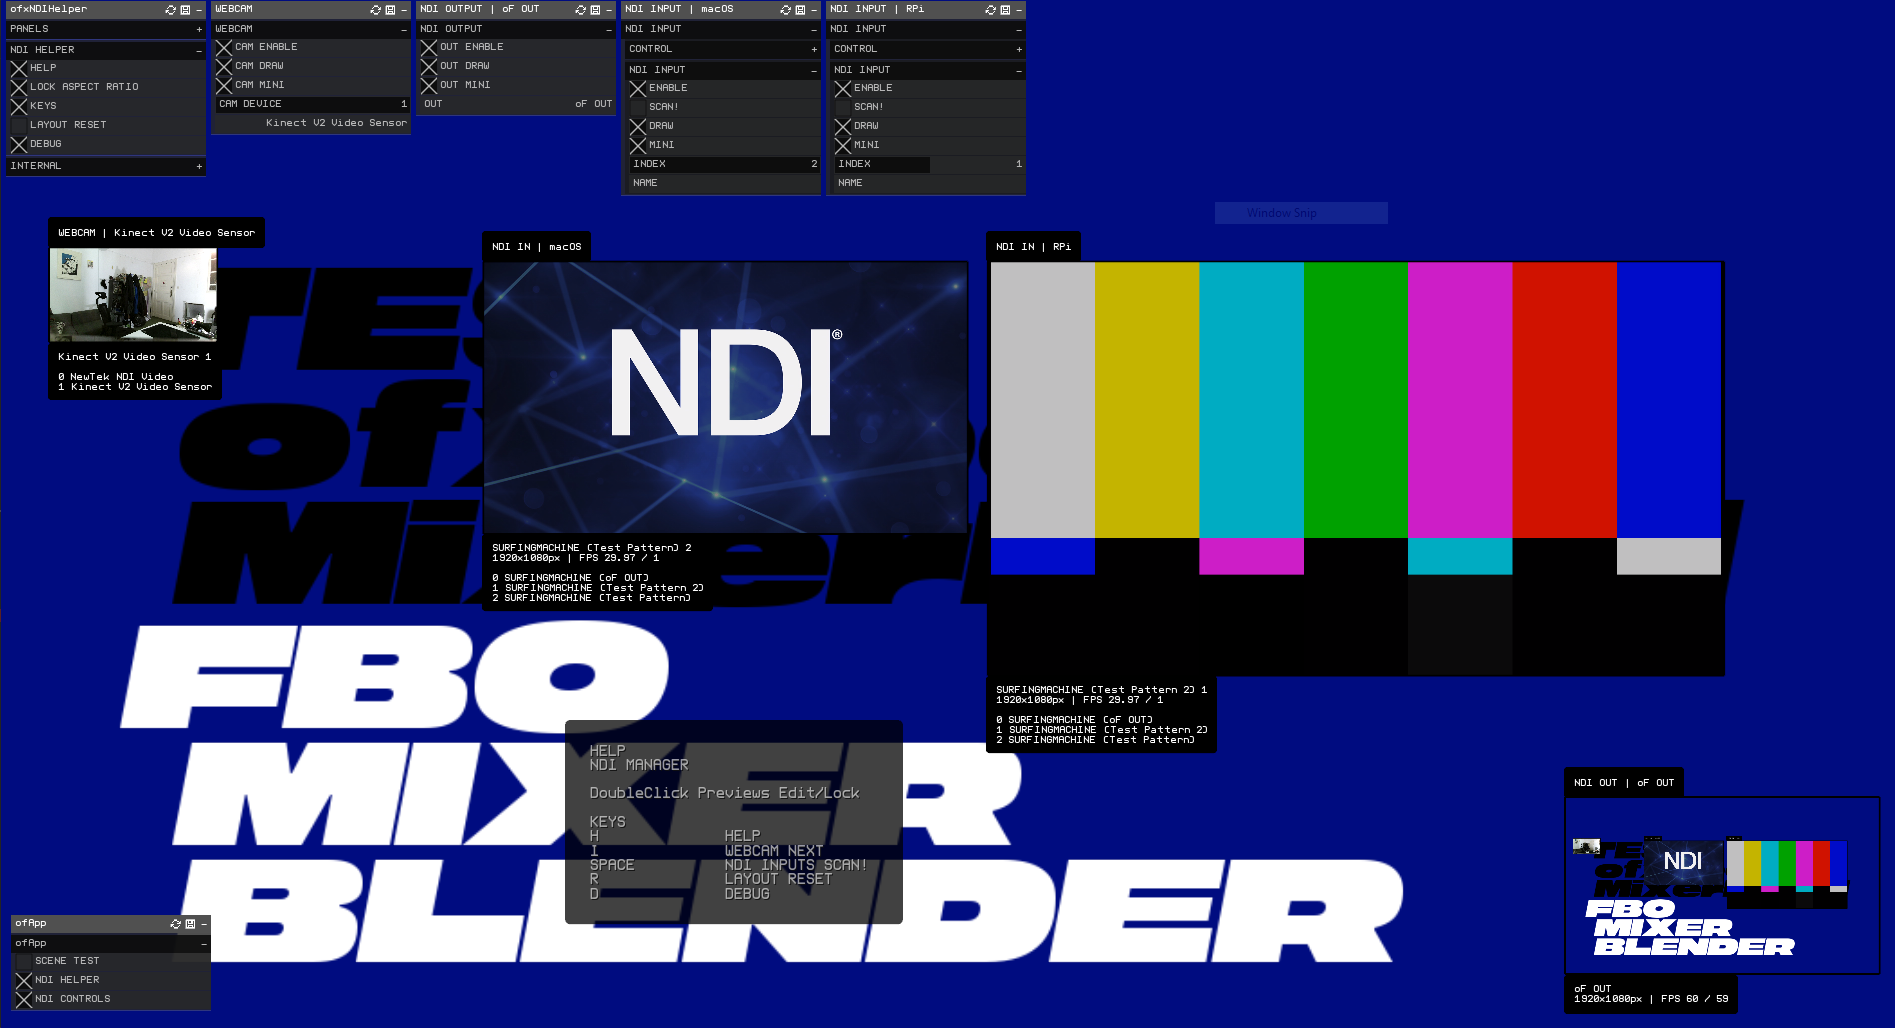 ofxNDIHelper
PANELS +
NDI HELPER -
HELP
LOCK ASPECT RATIO
KEYS
LAYOUT RESET
DEBUG
INTERNAL +
WEBCAM
WEBCAM -
CAM ENABLE
CAM DRAW
CAM MINI
CAM DEVICE 1
Kinect V2 Video Sensor
NDI OUTPUT | oF OUT
NDI OUTPUT -
OUT ENABLE
OUT DRAW
OUT MINI
OUT oF OUT
NDI INPUT | macOS
NDI INPUT -
CONTROL +
NDI INPUT -
ENABLE
SCAN!
DRAW
MINI
INDEX 2
NAME
NDI INPUT | RPi
NDI INPUT -
CONTROL +
NDI INPUT -
ENABLE
SCAN!
DRAW
MINI
INDEX 1
NAME
Window Snip
WEBCAM | Kinect V2 Video Sensor
Kinect V2 Video Sensor 1
0 NewTek NDI Video
1 Kinect V2 Video Sensor
NDI IN | macOS
NDI®
SURFINGMACHINE (Test Pattern) 2
1920x1080px | FPS 29.97 / 1
0 SURFINGMACHINE (oF OUT)
1 SURFINGMACHINE (Test Pattern 2)
2 SURFINGMACHINE (Test Pattern)
NDI IN | RPi
SURFINGMACHINE (Test Pattern 2) 1
1920x1080px | FPS 29.97 / 1
0 SURFINGMACHINE (oF OUT)
1 SURFINGMACHINE (Test Pattern 2)
2 SURFINGMACHINE (Test Pattern)
FBO
MIXER
BLENDER
HELP
NDI MANAGER
DoubleClick Previews Edit/Lock
KEYS
H HELP
I WEBCAM NEXT
SPACE NDI INPUTS SCAN!
R LAYOUT RESET
D DEBUG
NDI OUT | oF OUT
NDI
FBO
MIXER
BLENDER
oF OUT
1920x1080px | FPS 60 / 59
ofApp
ofApp -
SCENE TEST
NDI HELPER
NDI CONTROLS